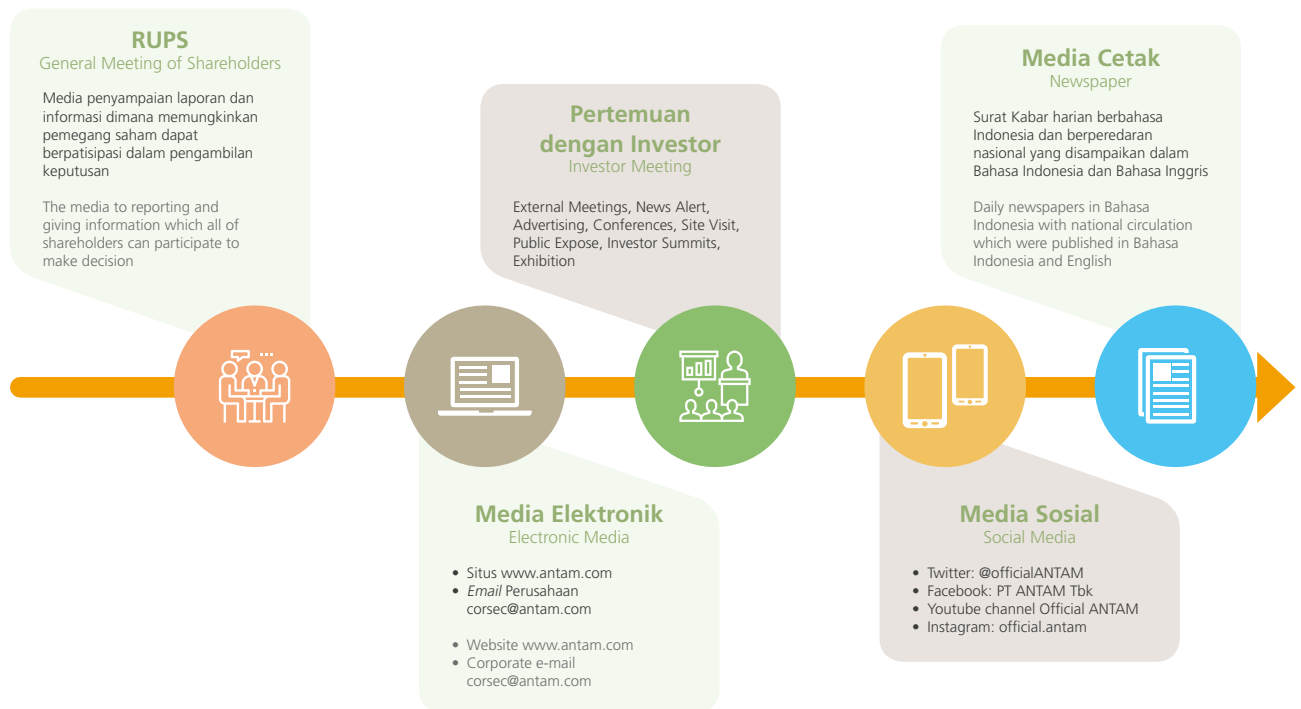 RUPS
General Meeting of Shareholders
Media penyampaian laporan dan
informasi dimana memungkinkan
pemegang saham dapat
berpatisipasi dalam pengambilan
keputusan
The media to reporting and
giving information which all of
shareholders can participate to
make decision
Media Elektronik
Electronic Media
• Situs www.antam.com
• Email Perusahaan
corsec@antam.com
• Website www.antam.com
• Corporate e-mail
corsec@antam.com
Pertemuan
dengan Investor
Investor Meeting
External Meetings, News Alert,
Advertising, Conferences, Site Visit,
Public Expose, Investor Summits,
Exhibition
Media Sosial
Social Media
• Twitter: @officialANTAM
• Facebook: PT ANTAM Tbk
• Youtube channel Official ANTAM
• Instagram: official.antam
Media Cetak
Newspaper
Surat Kabar harian berbahasa
Indonesia dan berperedaran
nasional yang disampaikan dalam
Bahasa Indonesia dan Bahasa Inggris
Daily newspapers in Bahasa
Indonesia with national circulation
which were published in Bahasa
Indonesia and English